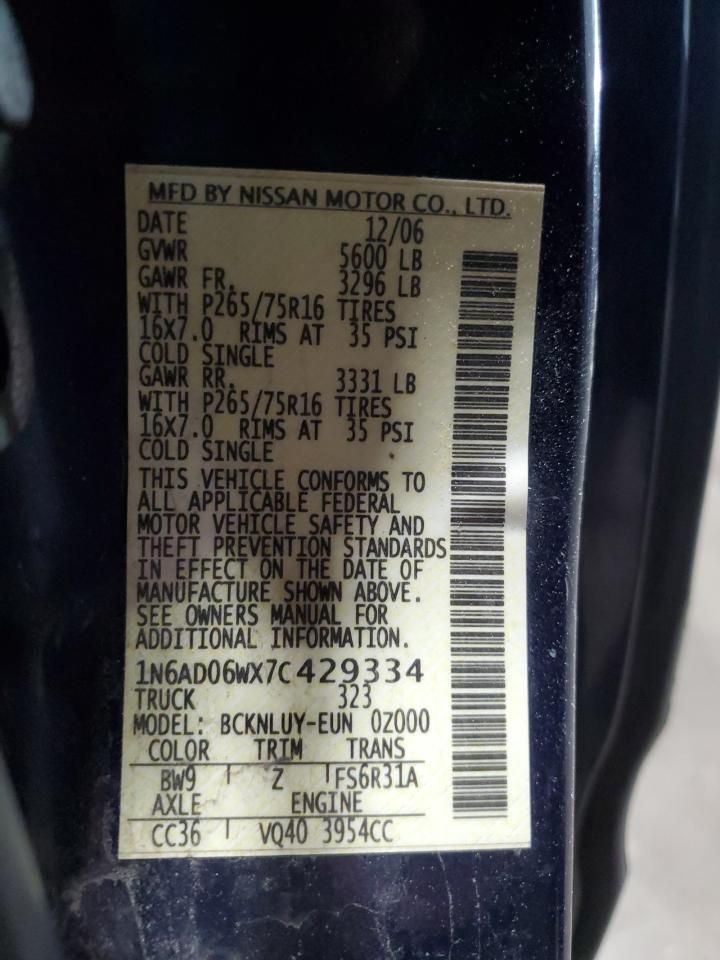 MFD BY NISSAN MOTOR CO., LTD.
DATE 12/06
GVWR 5600 LB
GAWR FR. 3296 LB
WITH P265/75R16 TIRES
16X7.0 RIMS AT 35 PSI
COLD SINGLE
GAWR RR. 3331 LB
WITH P265/75R16 TIRES
16X7.0 RIMS AT 35 PSI
COLD SINGLE
THIS VEHICLE CONFORMS TO
ALL APPLICABLE FEDERAL
MOTOR VEHICLE SAFETY AND
THEFT PREVENTION STANDARDS
IN EFFECT ON THE DATE OF
MANUFACTURE SHOWN ABOVE.
SEE OWNERS MANUAL FOR
ADDITIONAL INFORMATION.
1N6AD06WX7C429334
TRUCK 323
MODEL: BCKNLUY-EUN 0Z000
COLOR TRIM TRANS
BW9 Z FS6R31A
AXLE ENGINE
CC36 VQ40 3954CC